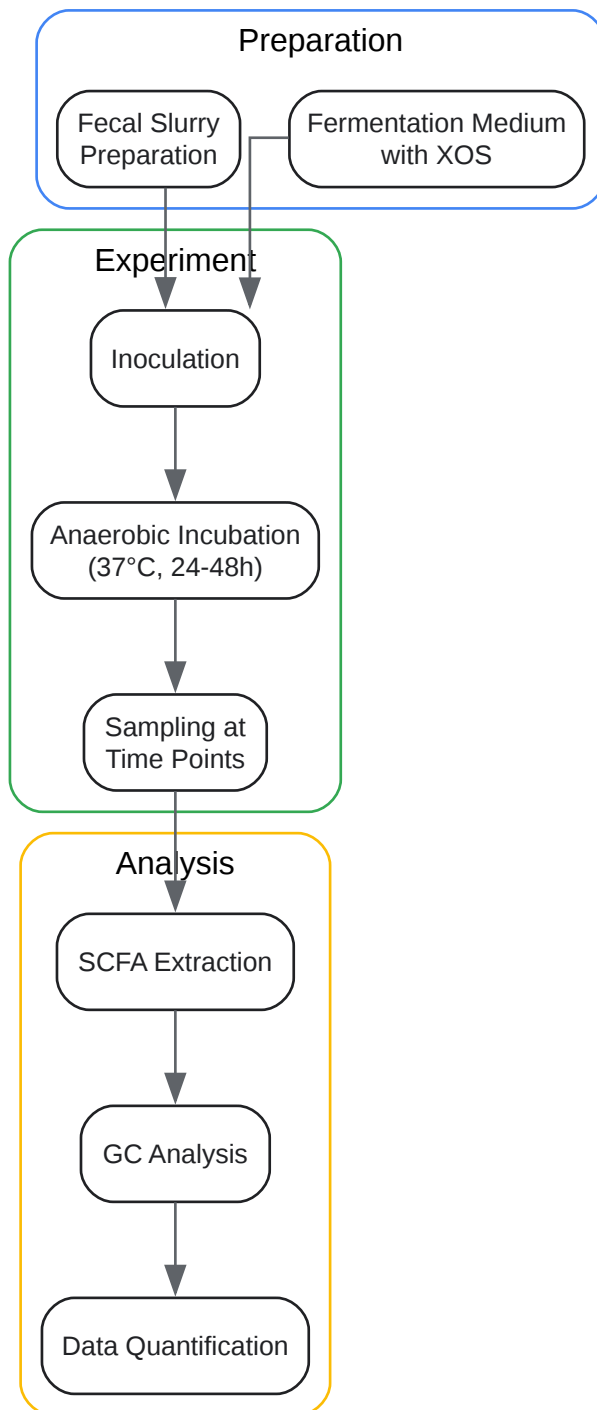 Preparation
Fecal Slurry
Preparation
Fermentation Medium
with XOS
Experiment
Inoculation
Anaerobic Incubation
(37°C, 24-48h)
Sampling at
Time Points
Analysis
SCFA Extraction
GC Analysis
Data Quantification